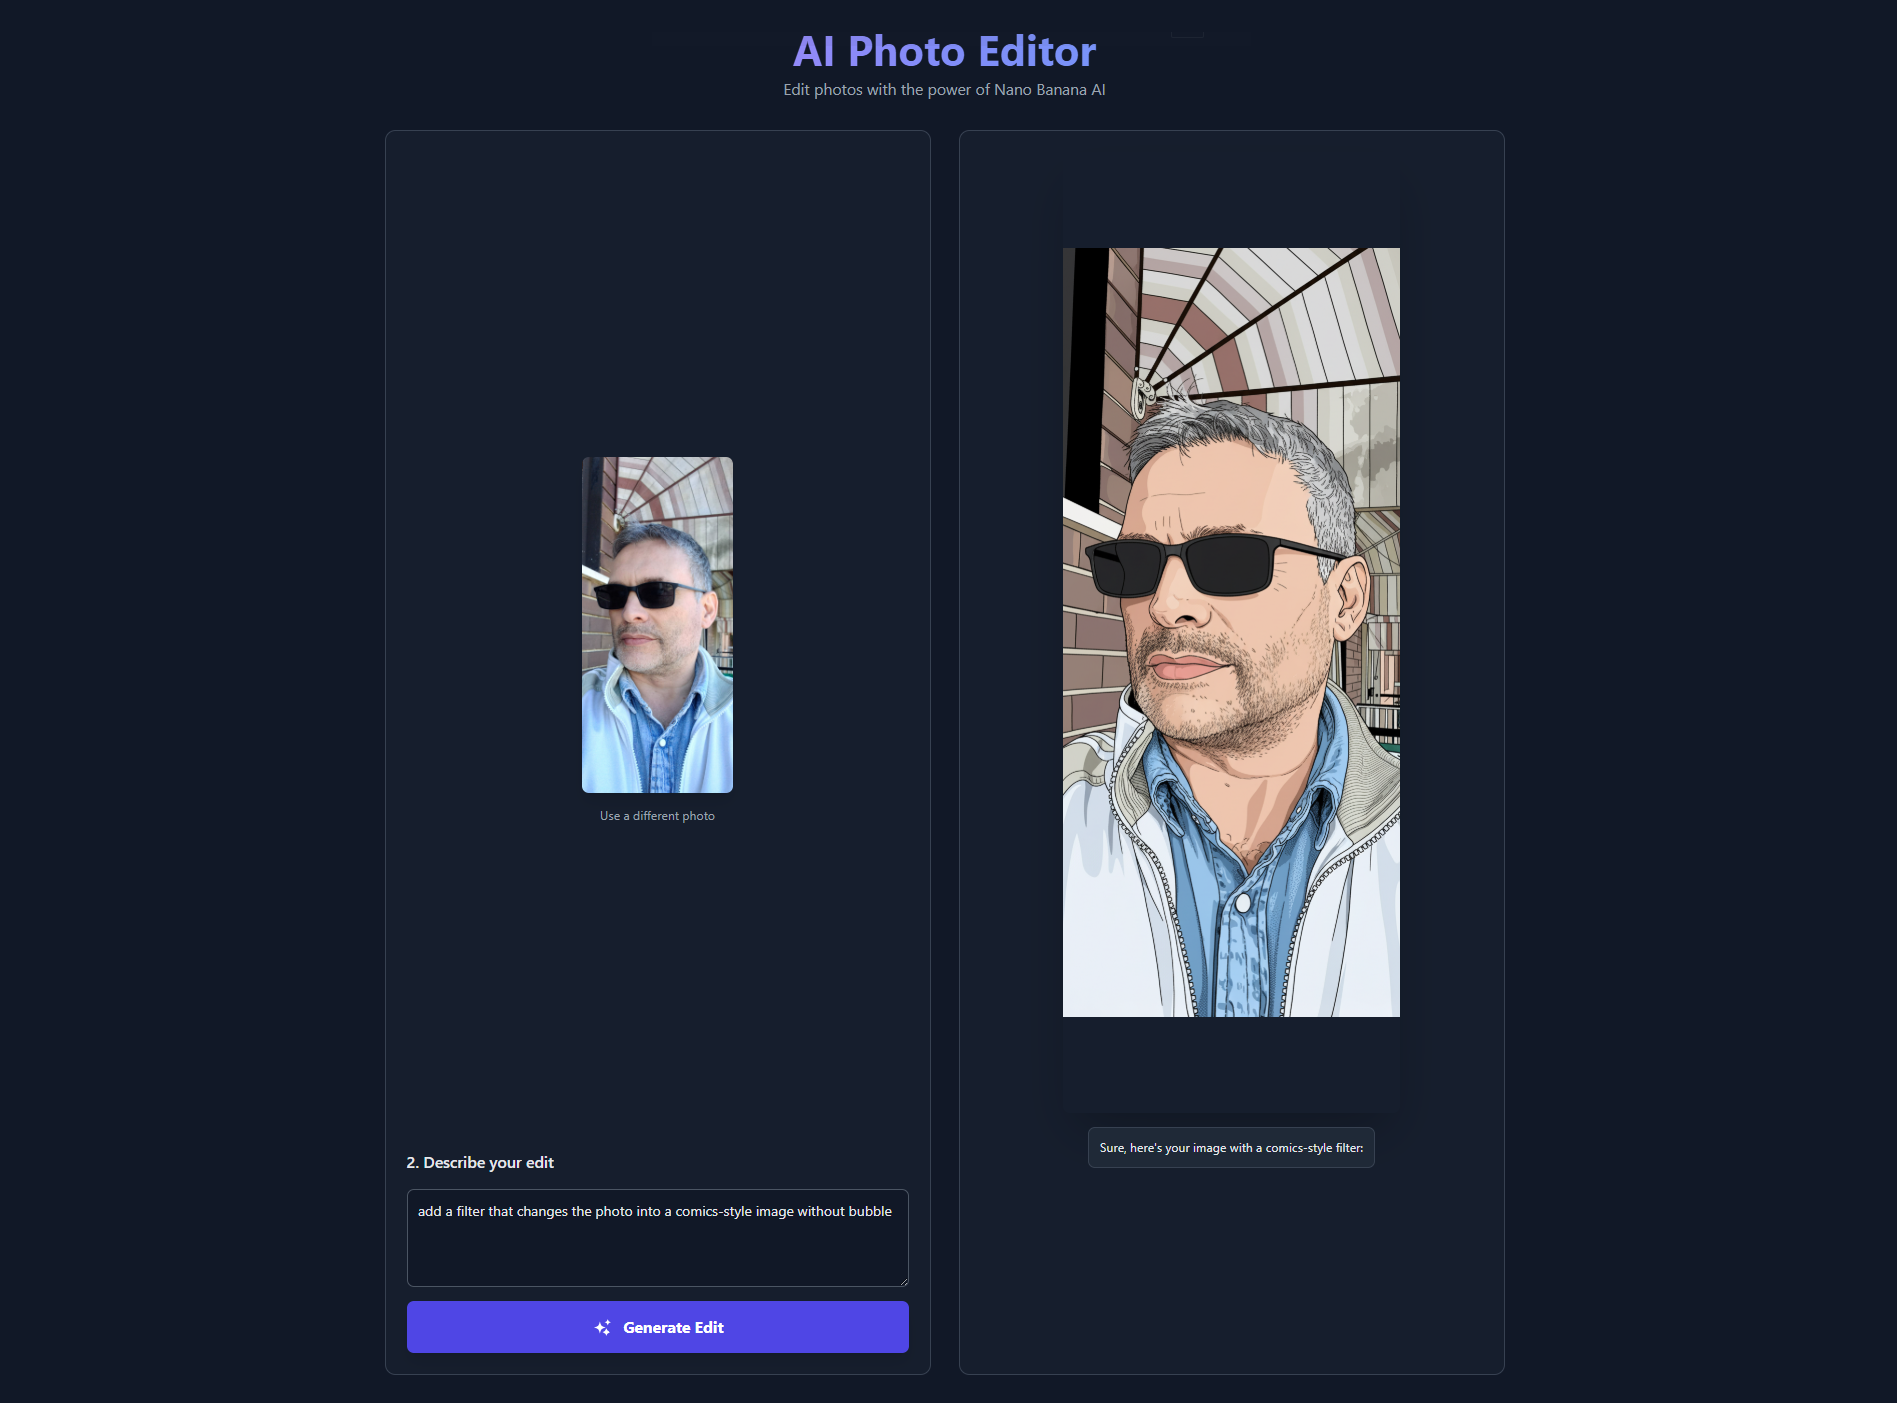 AI Photo Editor
Edit photos with the power of Nano Banana AI
Use a different photo
2. Describe your edit
add a filter that changes the photo into a comics-style image without bubble
Generate Edit
Sure, here's your image with a comics-style filter: